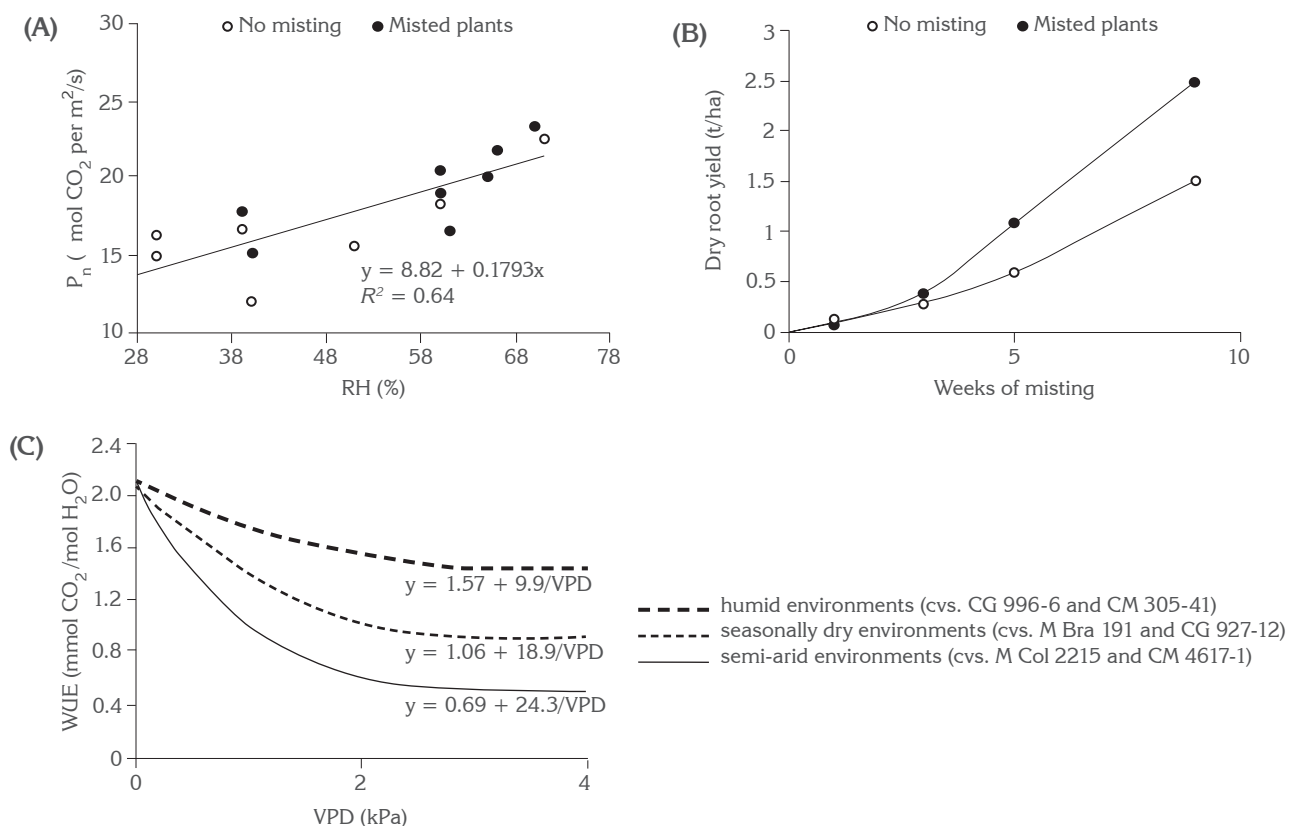 (A)
No misting Misted plants
30
25
20
15
10
Pn ( mol CO2 per m2/s)
y = 8.82 + 0.1793x
R2 = 0.64
28 38 48 58 68 78
RH (%)
(B)
No misting Misted plants
3
2.5
2
1.5
1
0.5
0
Dry root yield (t/ha)
0 5 10
Weeks of misting
(C)
2.4
2.0
1.6
1.2
0.8
0.4
0
WUE (mmol CO2/mol H2O)
y = 1.57 + 9.9/VPD
y = 1.06 + 18.9/VPD
y = 0.69 + 24.3/VPD
0 2 4
VPD (kPa)
humid environments (cvs. CG 996-6 and CM 305-41)
seasonally dry environments (cvs. M Bra 191 and CG 927-12)
semi-arid environments (cvs. M Col 2215 and CM 4617-1)